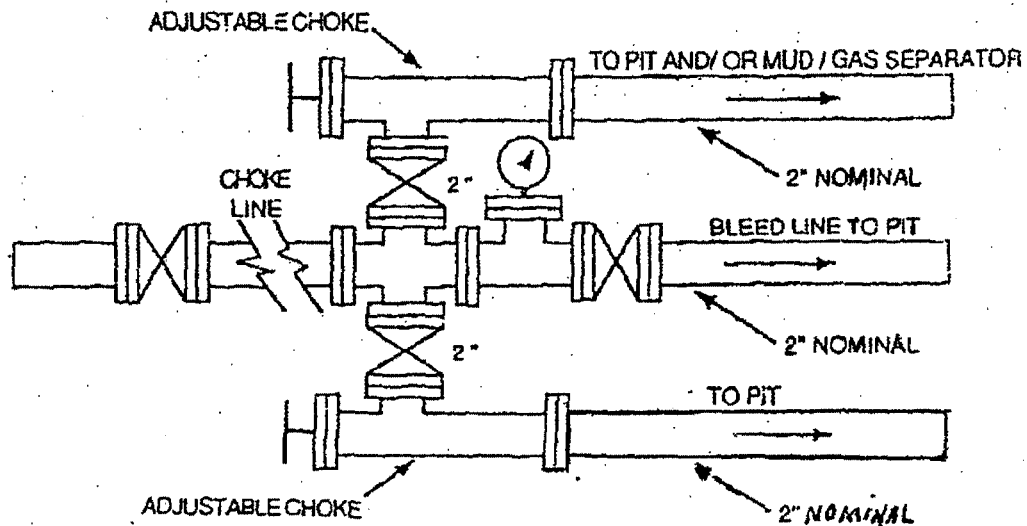 ADJUSTABLE CHOKE
TO PIT AND/ OR MUD / GAS SEPARATOR
2" NOMINAL
2"
CHOKE
LINE
BLEED LINE TO PIT
2" NOMINAL
2"
TO PIT
ADJUSTABLE CHOKE
2" NOMINAL